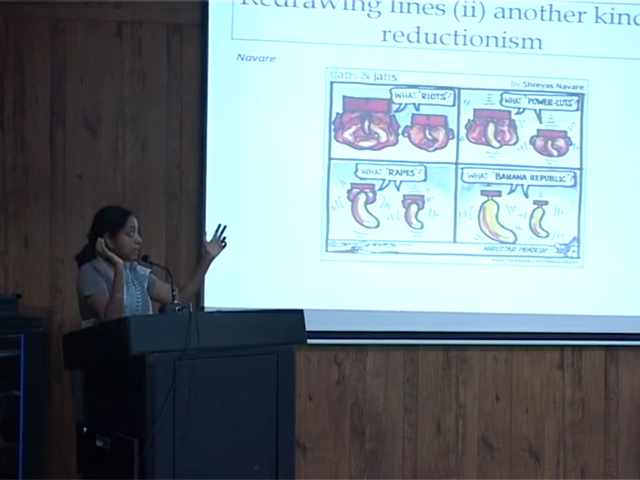 Redrawing lines (ii) another kind
reductionism
Navare
dabs & jabs
by Shreyas Navare
WHAT "RIOTS"?
WHAT "POWER-CUTS"?
WHAT "RAPES"?
WHAT "BANANA REPUBLIC"?
PRADESH